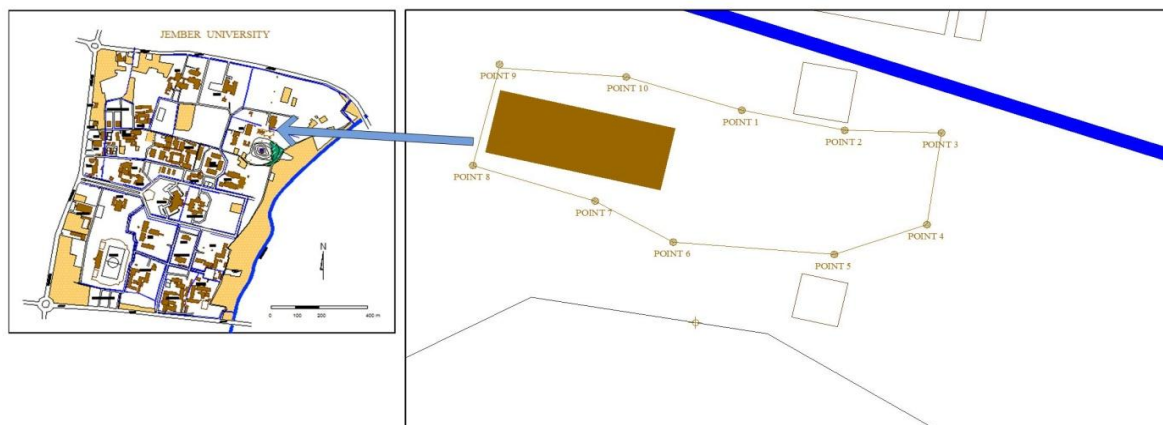 JEMBER UNIVERSITY
N
0
100
200
400 m
POINT 9
POINT 10
POINT 1
POINT 2
POINT 3
POINT 8
POINT 7
POINT 4
POINT 6
POINT 5